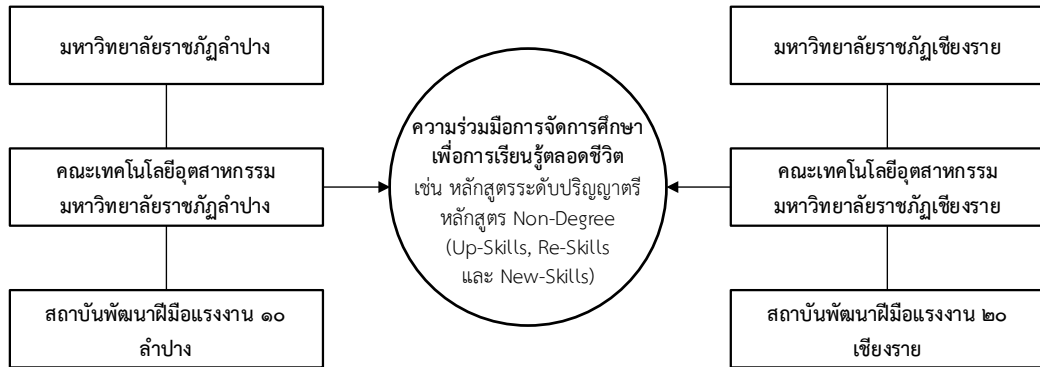 มหาวิทยาลัยราชภัฏลำปาง
คณะเทคโนโลยีอุตสาหกรรม
มหาวิทยาลัยราชภัฏลำปาง
สถาบันพัฒนาฝีมือแรงงาน ๑๐
ลำปาง
ความร่วมมือการจัดการศึกษา
เพื่อการเรียนรู้ตลอดชีวิต
เช่น หลักสูตรระดับปริญญาตรี
หลักสูตร Non-Degree
(Up-Skills, Re-Skills
และ New-Skills)
มหาวิทยาลัยราชภัฏเชียงราย
คณะเทคโนโลยีอุตสาหกรรม
มหาวิทยาลัยราชภัฏเชียงราย
สถาบันพัฒนาฝีมือแรงงาน ๒๐
เชียงราย